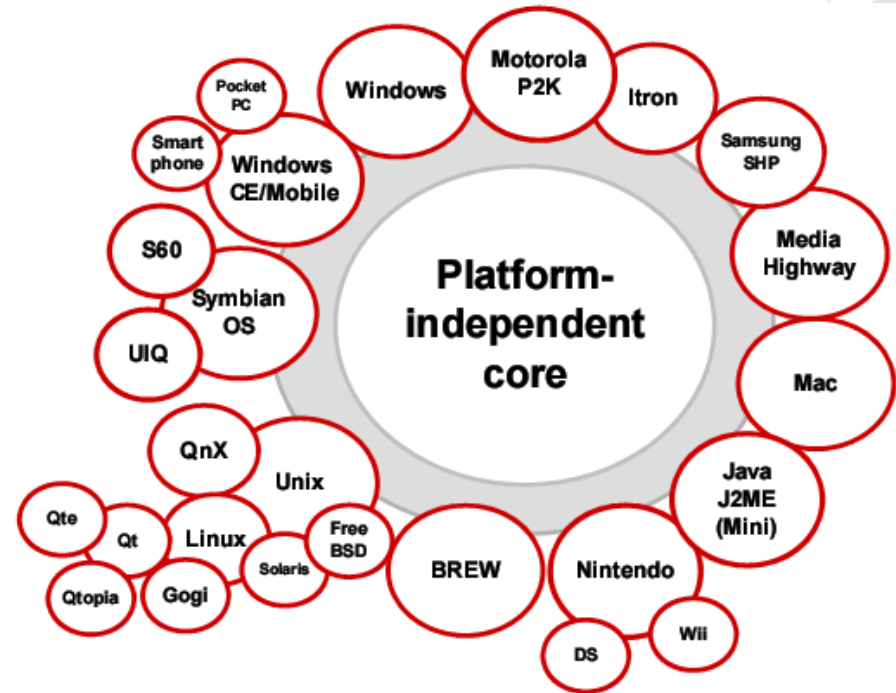 Motorola
P2K
Windows
Itron
Pocket
PC
Smart
phone
Windows
CE/Mobile
Samsung
SHP
S60
Symbian
OS
UIQ
Media
Highway
Platform-
independent
core
Mac
QnX
Unix
Java
J2ME
(Mini)
Qte
Qt
Linux
Free
BSD
Solaris
Qtopia
Gogi
BREW
Nintendo
DS
Wii